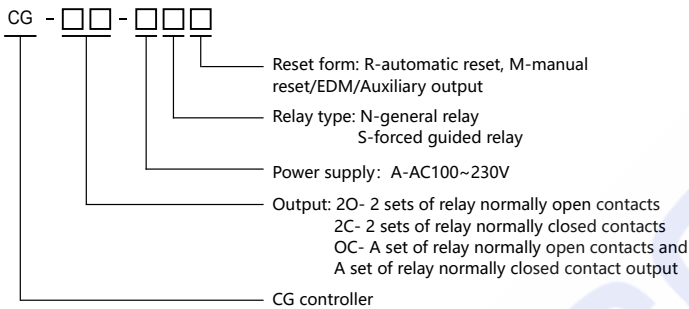 CG - □□ - □□□
Reset form: R-automatic reset, M-manual
reset/EDM/Auxiliary output
Relay type: N-general relay
S-forced guided relay
Power supply: A-AC100~230V
Output: 2O- 2 sets of relay normally open contacts
2C- 2 sets of relay normally closed contacts
OC- A set of relay normally open contacts and
A set of relay normally closed contact output
CG controller